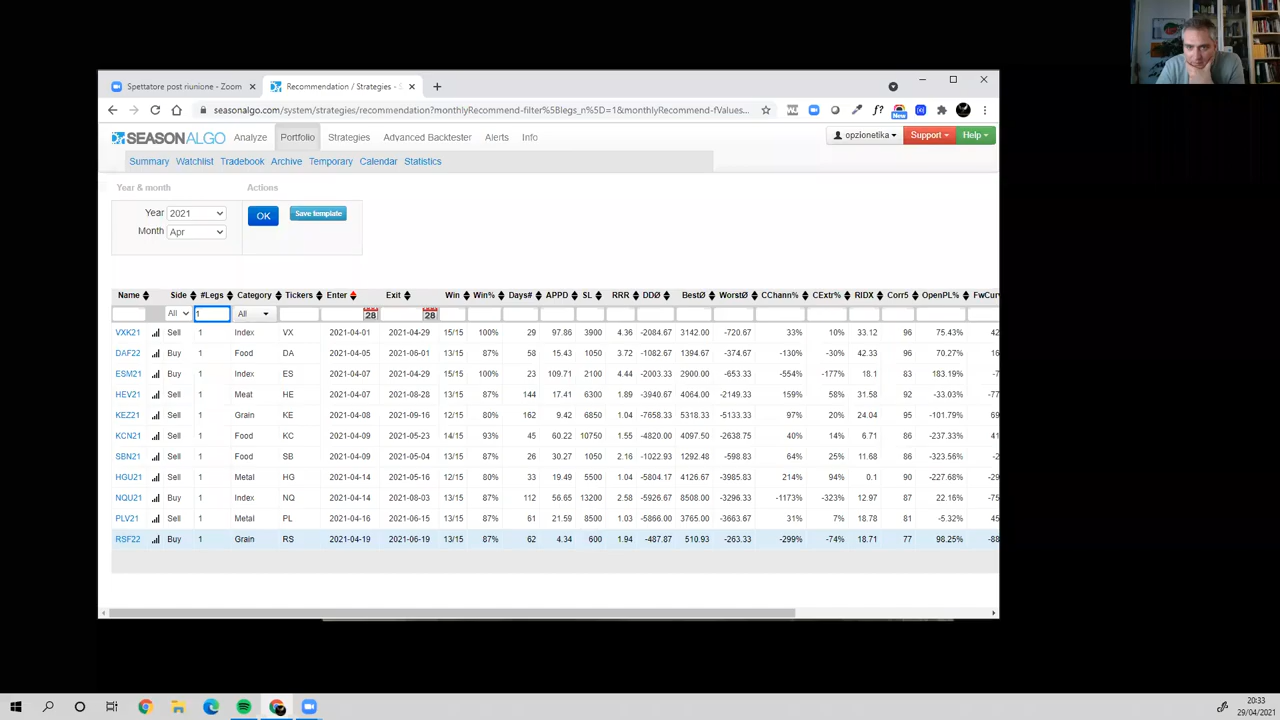 Spettatore post riunione - Zoom
Recommendation / Strategies - S
seasonalgo.com/system/strategies/recommendation?monthlyRecommend-filter%5Blegs_n%5D=1&monthlyRecommend-fValues...
New
SEASONALGO Analyze Portfolio Strategies Advanced Backtester Alerts Info
opzionetika Support Help
Summary Watchlist Tradebook Archive Temporary Calendar Statistics
Year & month Actions
Year 2021 OK Save template
Month Apr
Name Side #Legs Category Tickers Enter Exit Win Win% Days# APPD SL RRR DDØ BestØ WorstØ CChann% CExtr% RIDX Corr5 OpenPL% FwCur
All 1 All 28 28
VXK21 Sell 1 Index VX 2021-04-01 2021-04-29 15/15 100% 29 97.86 3900 4.36 -2084.67 3142.00 -720.67 33% 10% 33.12 96 75.43% 42
DAF22 Buy 1 Food DA 2021-04-05 2021-06-01 13/15 87% 58 15.43 1050 3.72 -1082.67 1394.67 -374.67 -130% -30% 42.33 96 70.27% 16
ESM21 Buy 1 Index ES 2021-04-07 2021-04-29 15/15 100% 23 109.71 2100 4.44 -2003.33 2900.00 -653.33 -554% -177% 18.1 83 183.19% -7
HEV21 Sell 1 Meat HE 2021-04-07 2021-08-28 13/15 87% 144 17.41 6300 1.89 -3940.67 4064.00 -2149.33 159% 58% 31.58 92 -33.03% -77
KEZ21 Sell 1 Grain KE 2021-04-08 2021-09-16 12/15 80% 162 9.42 6850 1.04 -7658.33 5318.33 -5133.33 97% 20% 24.04 95 -101.79% 69
KCN21 Sell 1 Food KC 2021-04-09 2021-05-23 14/15 93% 45 60.22 10750 1.55 -4820.00 4097.50 -2638.75 40% 14% 6.71 86 -237.33% 41
SBN21 Sell 1 Food SB 2021-04-09 2021-05-04 13/15 87% 26 30.27 1050 2.16 -1022.93 1292.48 -598.83 64% 25% 11.68 86 -323.56% -2
HGU21 Sell 1 Metal HG 2021-04-14 2021-05-16 12/15 80% 33 19.49 5500 1.04 -5804.17 4126.67 -3985.83 214% 94% 0.1 90 -227.68% -2
NQU21 Buy 1 Index NQ 2021-04-14 2021-08-03 13/15 87% 112 56.65 13200 2.58 -5926.67 8508.00 -3296.33 -1173% -323% 12.97 87 22.16% -75
PLV21 Sell 1 Metal PL 2021-04-16 2021-06-15 13/15 87% 61 21.59 8500 1.03 -5866.00 3765.00 -3663.67 31% 7% 18.78 81 -5.32% 45
RSF22 Buy 1 Grain RS 2021-04-19 2021-06-19 13/15 87% 62 4.34 600 1.94 -487.87 510.93 -263.33 -299% -74% 18.71 77 98.25% -88
20:33
29/04/2021